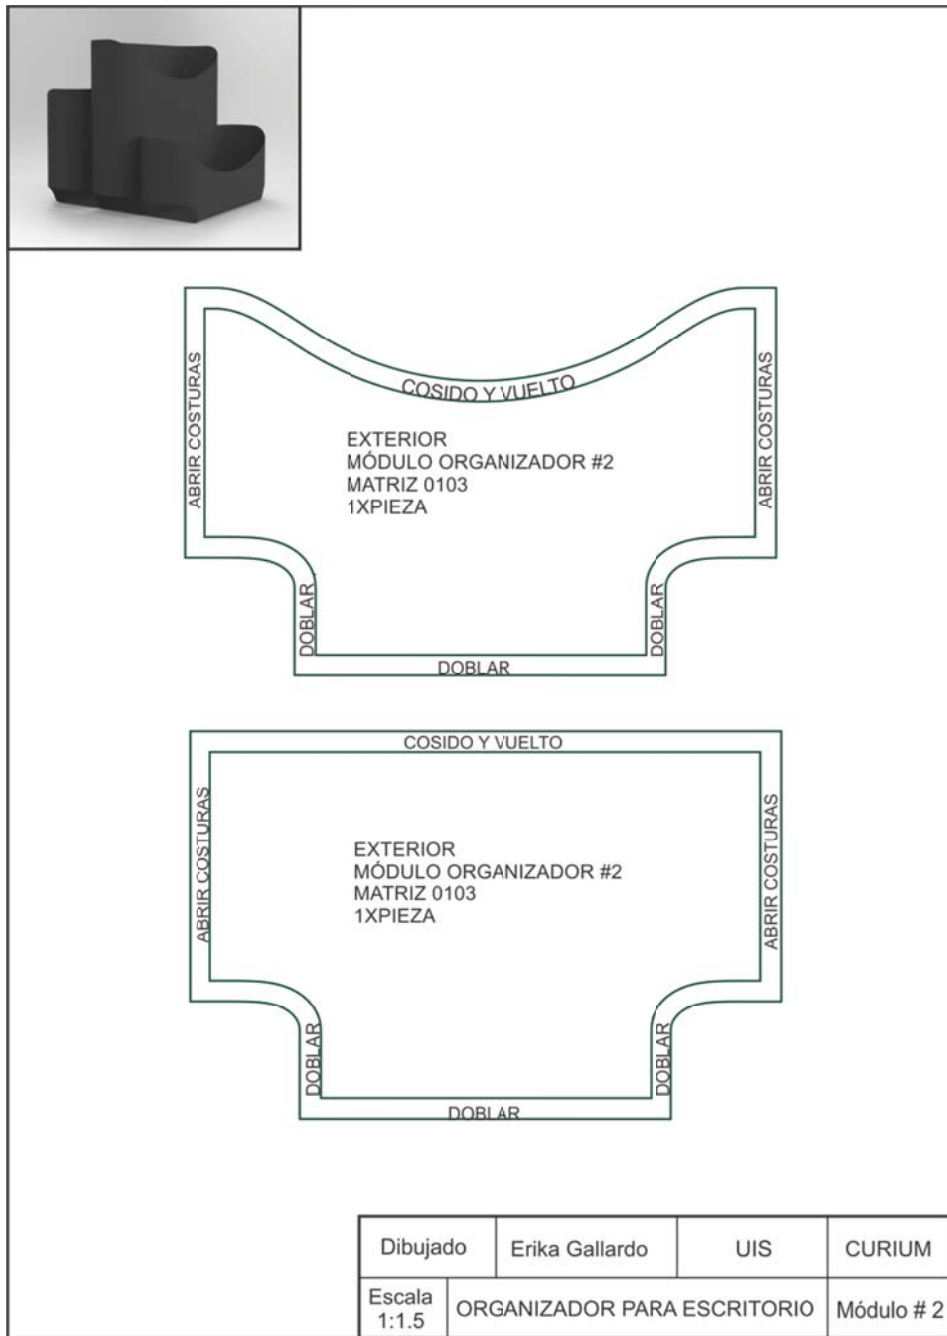 COSIDO Y VUELTO
ABRIR COSTURAS
ABRIR COSTURAS
EXTERIOR
MÓDULO ORGANIZADOR #2
MATRIZ 0103
1XPIEZA
DOBLAR
DOBLAR
DOBLAR
COSIDO Y VUELTO
ABRIR COSTURAS
ABRIR COSTURAS
EXTERIOR
MÓDULO ORGANIZADOR #2
MATRIZ 0103
1XPIEZA
DOBLAR
DOBLAR
DOBLAR
Dibujado Erika Gallardo UIS CURIUM
Escala
1:1.5
ORGANIZADOR PARA ESCRITORIO Módulo # 2